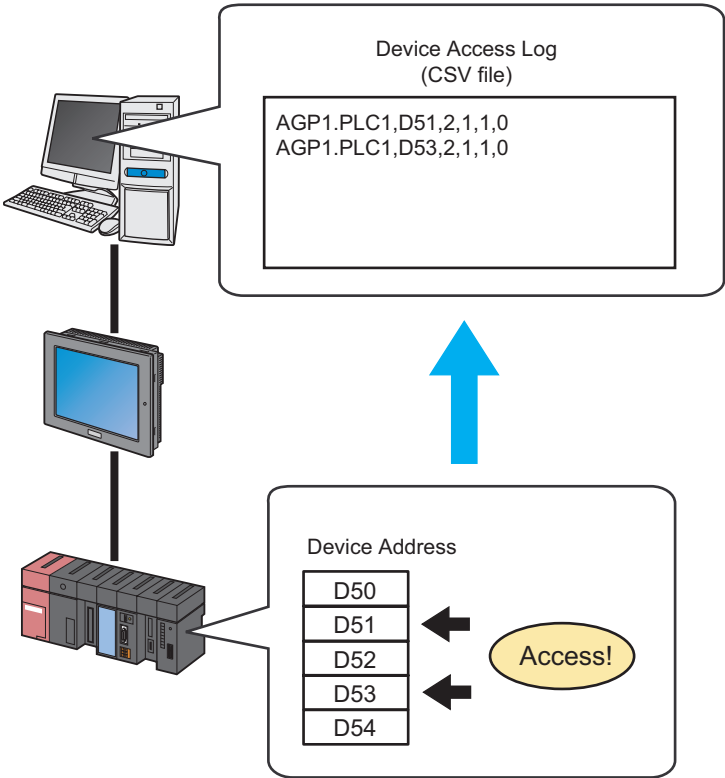 Device Access Log
(CSV file)
AGP1.PLC1,D51,2,1,1,0
AGP1.PLC1,D53,2,1,1,0
Device Address
D50
D51
D52
D53
D54
Access!